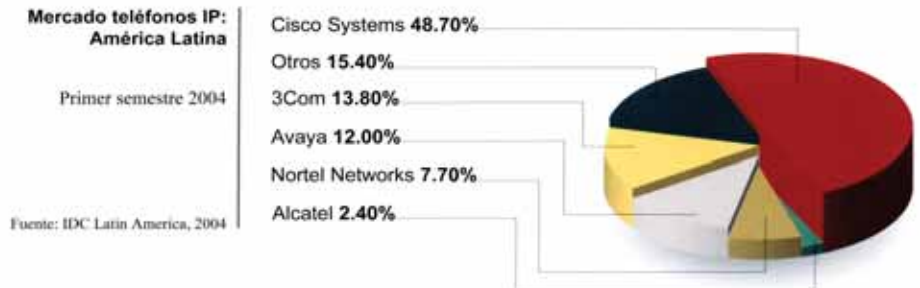 Mercado teléfonos IP:
América Latina
Primer semestre 2004
Fuente: IDC Latin America, 2004
Cisco Systems 48.70%
Otros 15.40%
3Com 13.80%
Avaya 12.00%
Nortel Networks 7.70%
Alcatel 2.40%